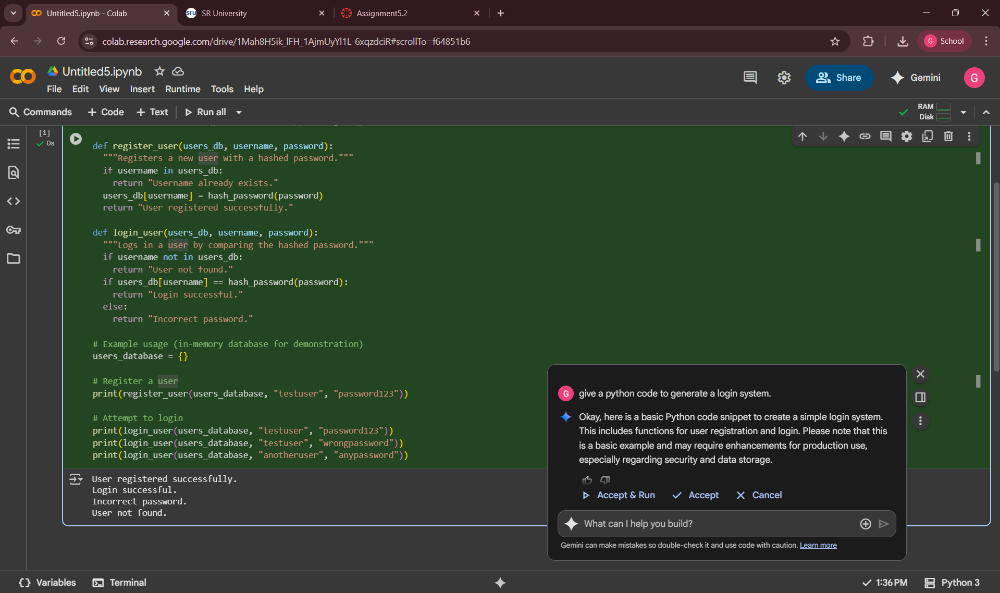 Untitled5.ipynb - Colab
SR University
Assignment5.2
colab.research.google.com/drive/1Mah8H5ik_lFH_1AjmUyYl1L-6xqzdciR#scrollTo=f64851b6
G School
Untitled5.ipynb
File Edit View Insert Runtime Tools Help
Share
Gemini
G
Commands + Code + Text Run all
RAM
Disk
[1]
0s
def register_user(users_db, username, password):
"""Registers a new user with a hashed password."""
if username in users_db:
return "Username already exists."
users_db[username] = hash_password(password)
return "User registered successfully."
def login_user(users_db, username, password):
"""Logs in a user by comparing the hashed password."""
if username not in users_db:
return "User not found."
if users_db[username] == hash_password(password):
return "Login successful."
else:
return "Incorrect password."
# Example usage (in-memory database for demonstration)
users_database = {}
# Register a user
print(register_user(users_database, "testuser", "password123"))
# Attempt to login
print(login_user(users_database, "testuser", "password123"))
print(login_user(users_database, "testuser", "wrongpassword"))
print(login_user(users_database, "anotheruser", "anypassword"))
User registered successfully.
Login successful.
Incorrect password.
User not found.
G give a python code to generate a login system.
Okay, here is a basic Python code snippet to create a simple login system.
This includes functions for user registration and login. Please note that this
is a basic example and may require enhancements for production use,
especially regarding security and data storage.
Accept & Run Accept Cancel
What can I help you build?
Gemini can make mistakes so double-check it and use code with caution. Learn more
Variables Terminal
1:36 PM Python 3